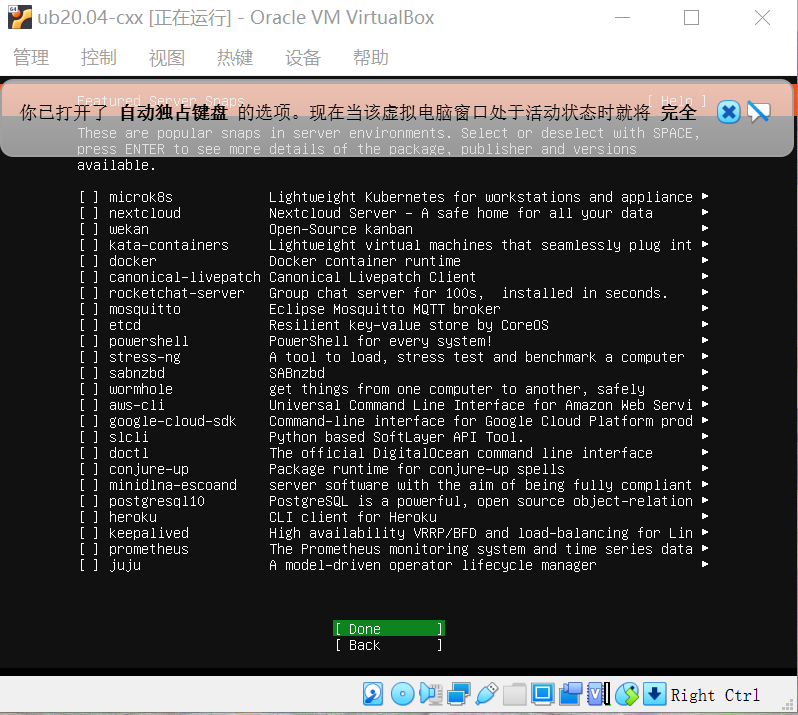 ub20.04-cxx [正在运行] - Oracle VM VirtualBox
管理 控制 视图 热键 设备 帮助
Featured Server Snaps [ Help ]
你已打开了 自动独占键盘 的选项。现在当该虚拟电脑窗口处于活动状态时就将 完全
These are popular snaps in server environments. Select or deselect with SPACE,
press ENTER to see more details of the package, publisher and versions
available.
[ ] microk8s Lightweight Kubernetes for workstations and appliance ▸
[ ] nextcloud Nextcloud Server - A safe home for all your data ▸
[ ] wekan Open-Source kanban ▸
[ ] kata-containers Lightweight virtual machines that seamlessly plug int ▸
[ ] docker Docker container runtime ▸
[ ] canonical-livepatch Canonical Livepatch Client ▸
[ ] rocketchat-server Group chat server for 100s,  installed in seconds. ▸
[ ] mosquitto Eclipse Mosquitto MQTT broker ▸
[ ] etcd Resilient key-value store by CoreOS ▸
[ ] powershell PowerShell for every system! ▸
[ ] stress-ng A tool to load, stress test and benchmark a computer ▸
[ ] sabnzbd SABnzbd ▸
[ ] wormhole get things from one computer to another, safely ▸
[ ] aws-cli Universal Command Line Interface for Amazon Web Servi ▸
[ ] google-cloud-sdk Command-line interface for Google Cloud Platform prod ▸
[ ] slcli Python based SoftLayer API Tool. ▸
[ ] doctl The official DigitalOcean command line interface ▸
[ ] conjure-up Package runtime for conjure-up spells ▸
[ ] minidlna-escoand server software with the aim of being fully compliant ▸
[ ] postgresql10 PostgreSQL is a powerful, open source object-relation ▸
[ ] heroku CLI client for Heroku ▸
[ ] keepalived High availability VRRP/BFD and load-balancing for Lin ▸
[ ] prometheus The Prometheus monitoring system and time series data ▸
[ ] juju A model-driven operator lifecycle manager ▸
[ Done ]
[ Back ]
Right Ctrl